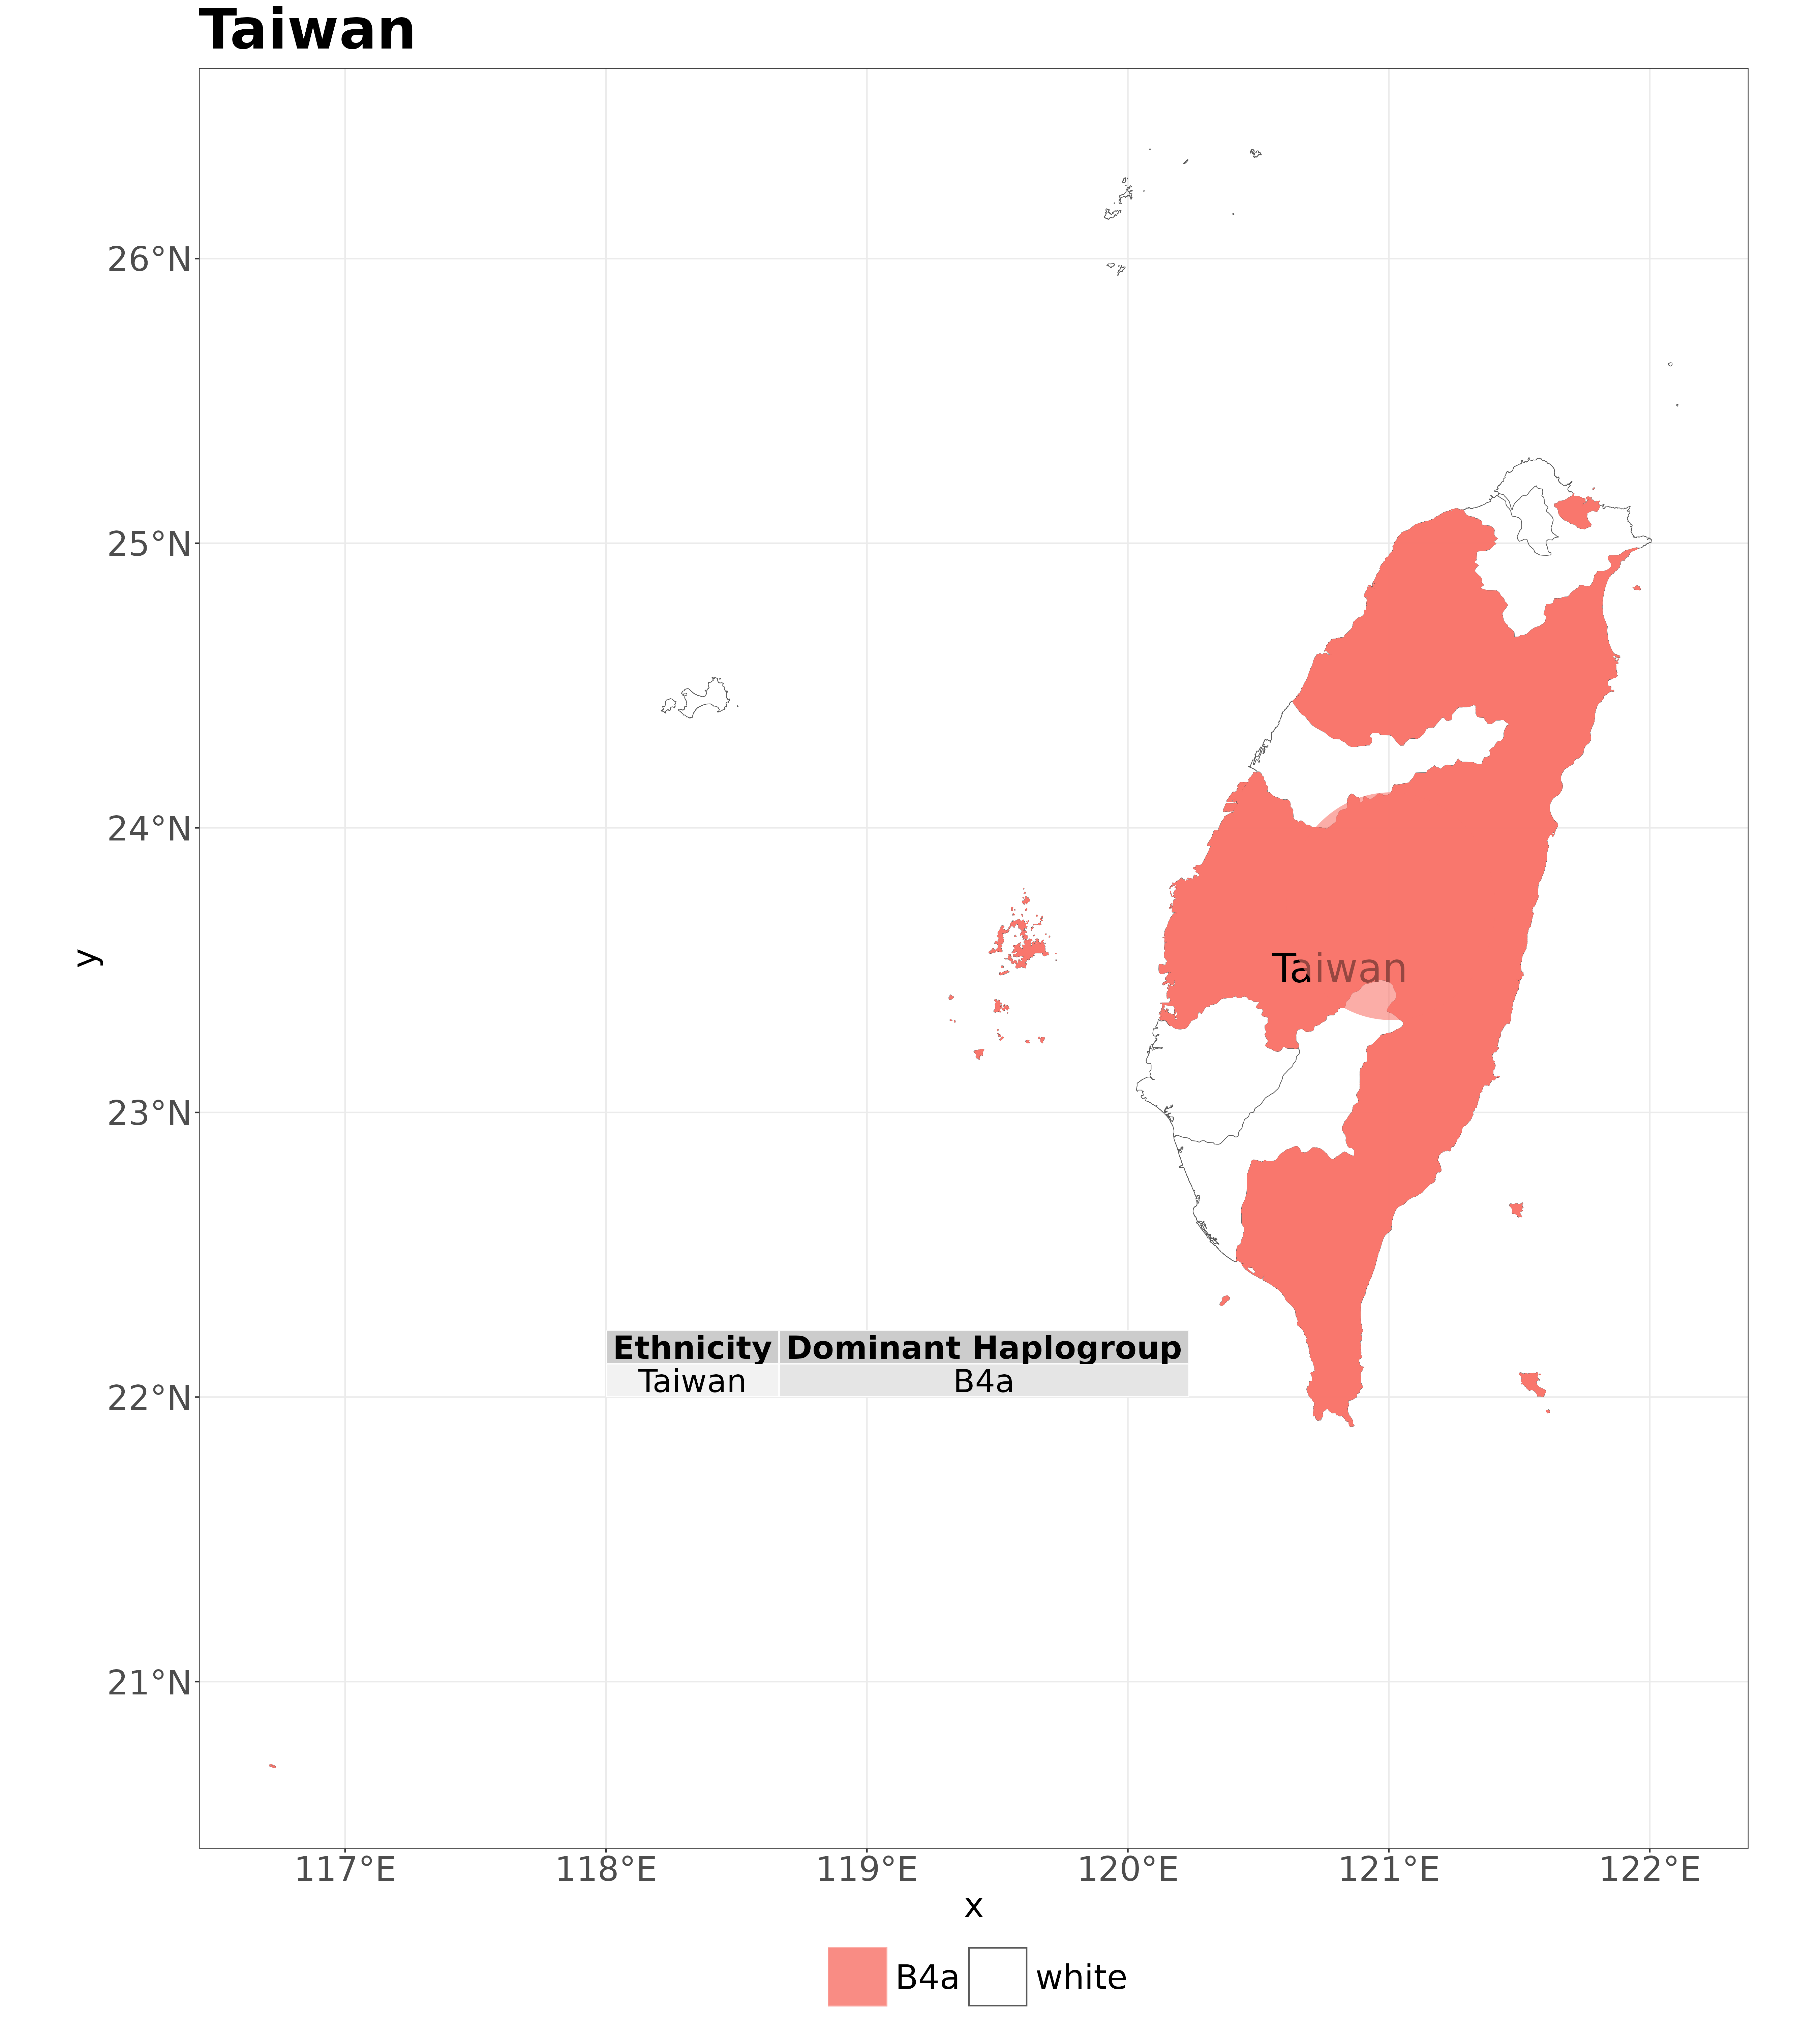 Taiwan
26°N
25°N
24°N
23°N
22°N
21°N
y
Taiwan
Ethnicity Dominant Haplogroup
Taiwan B4a
117°E 118°E 119°E 120°E 121°E 122°E
x
B4a white